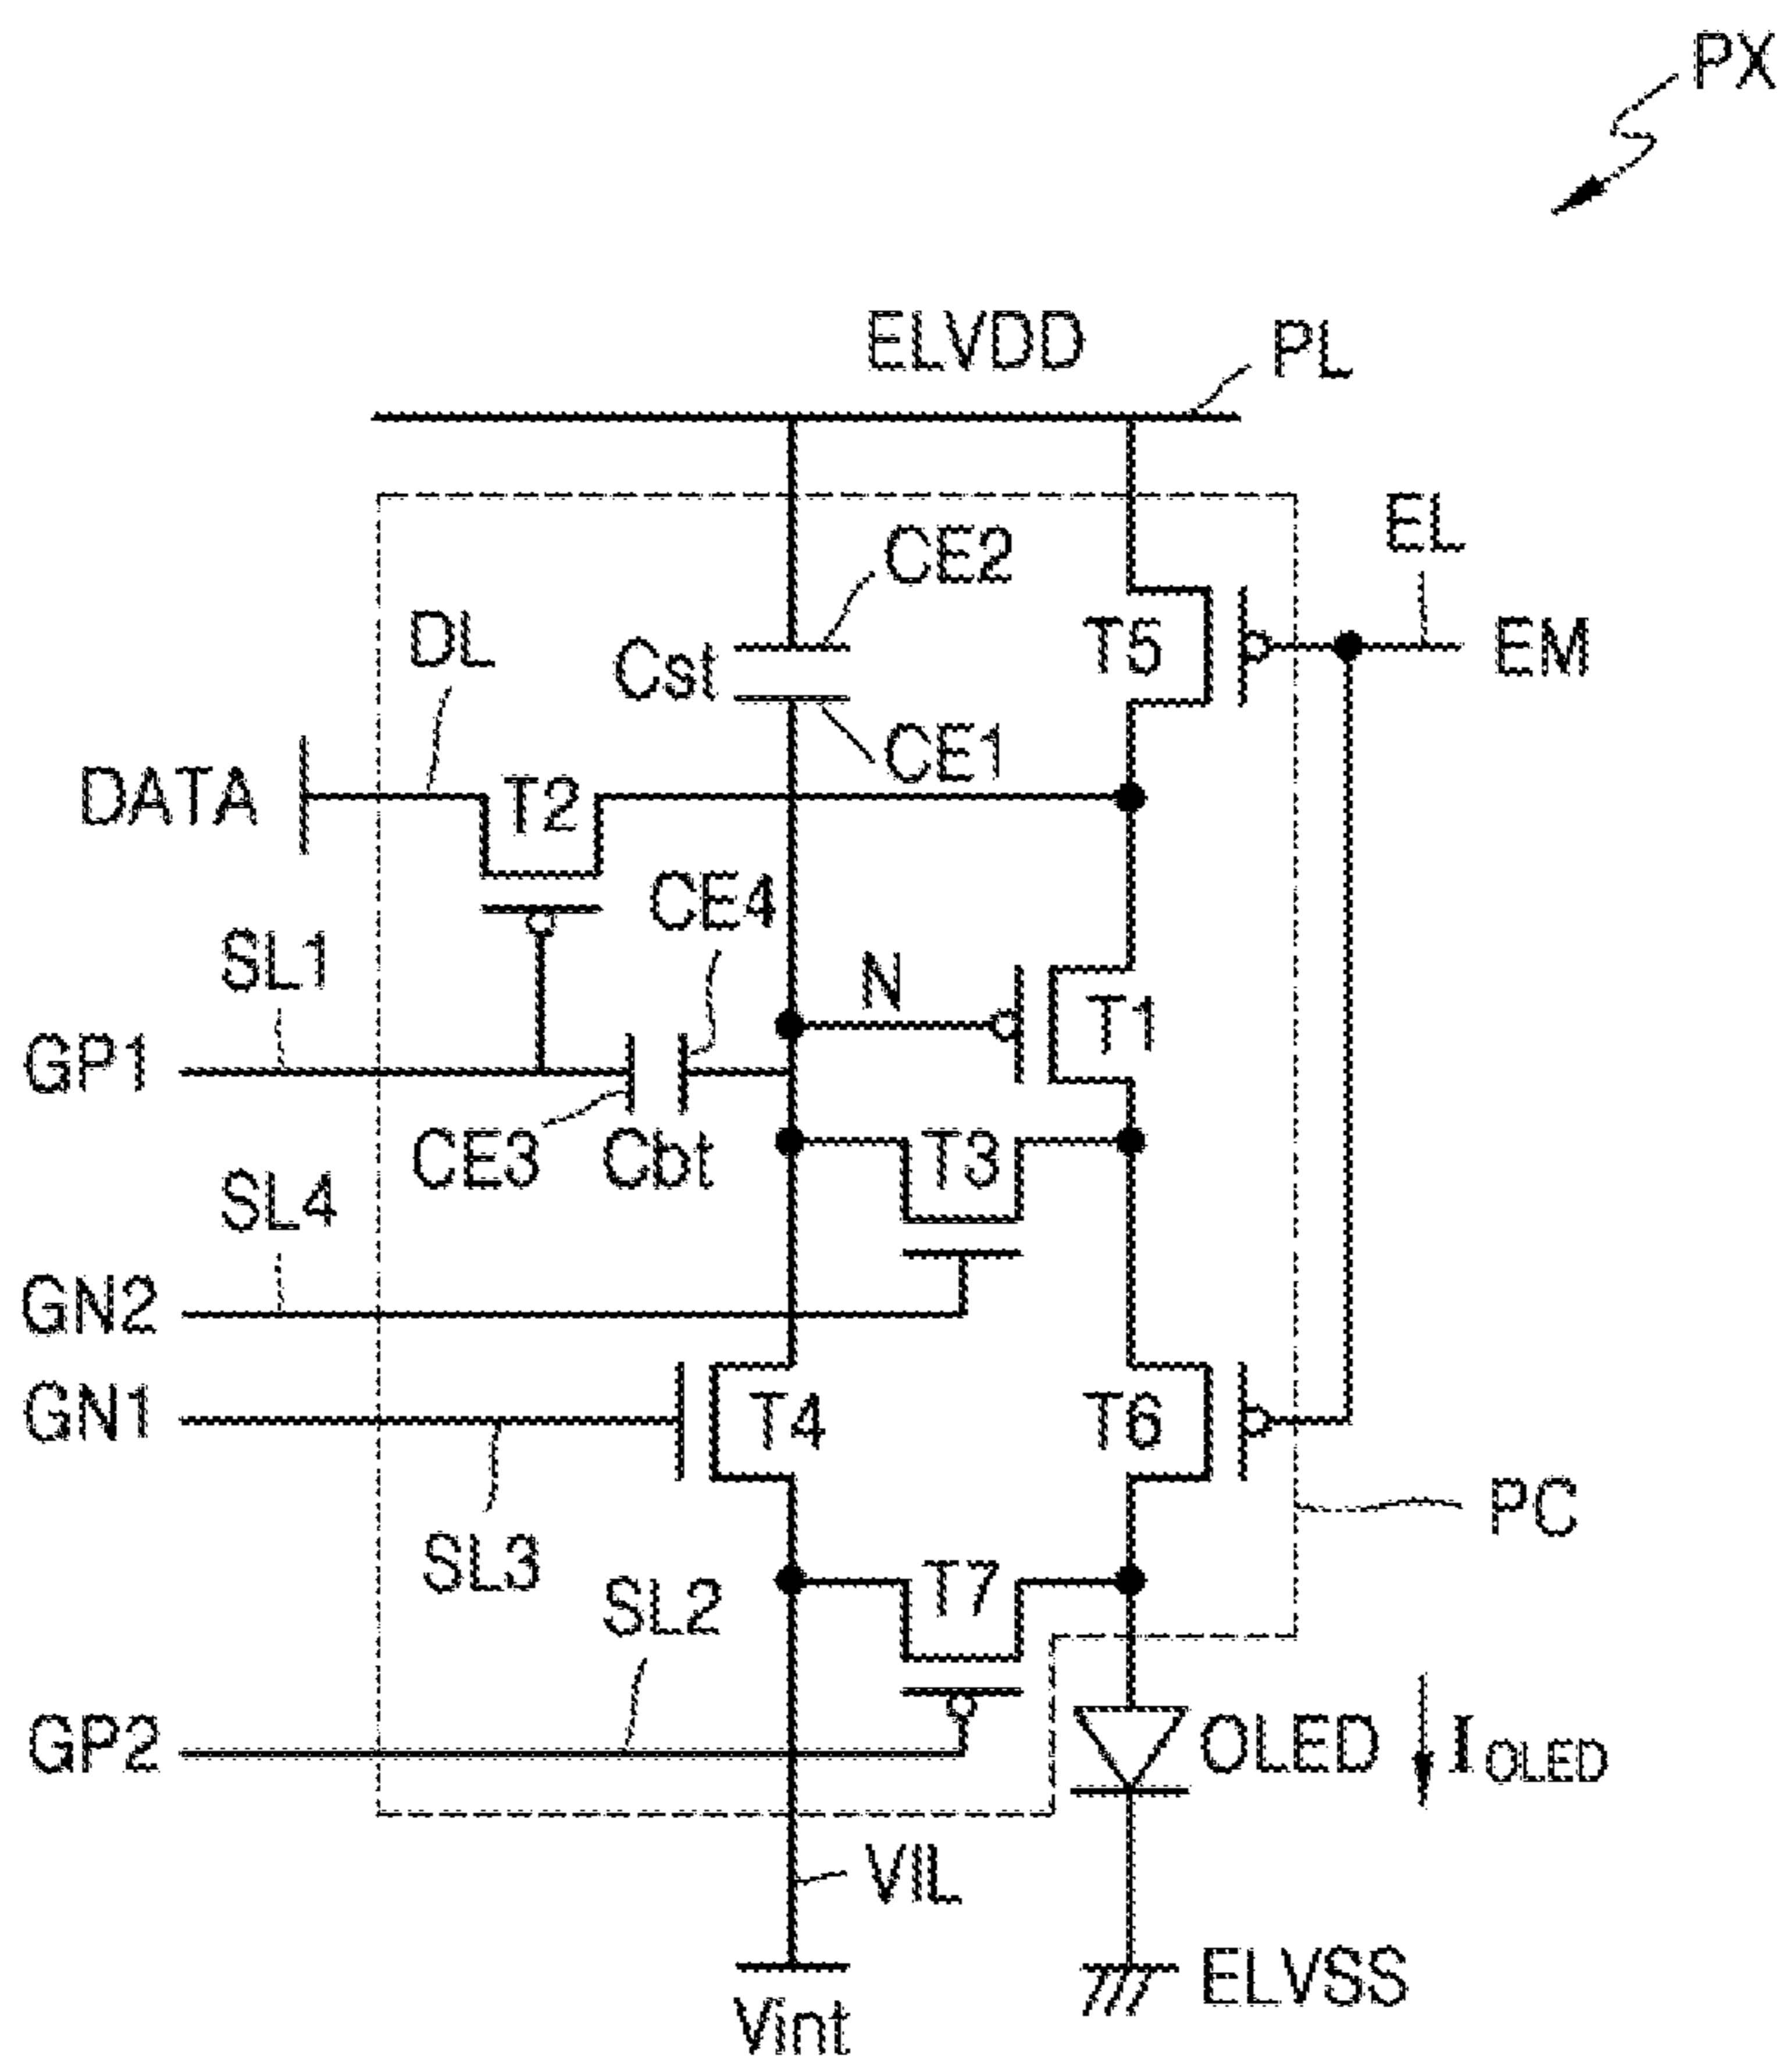 PX
ELVDD
PL
CE2
EL
DL
Cst
T5
EM
CE1
DATA
T2
CE4
SL1
N
T1
GP1
CE3
Cbt
T3
SL4
GN2
GN1
T4
T6
PC
SL3
SL2
T7
GP2
OLED
IOLED
VIL
ELVSS
Vint